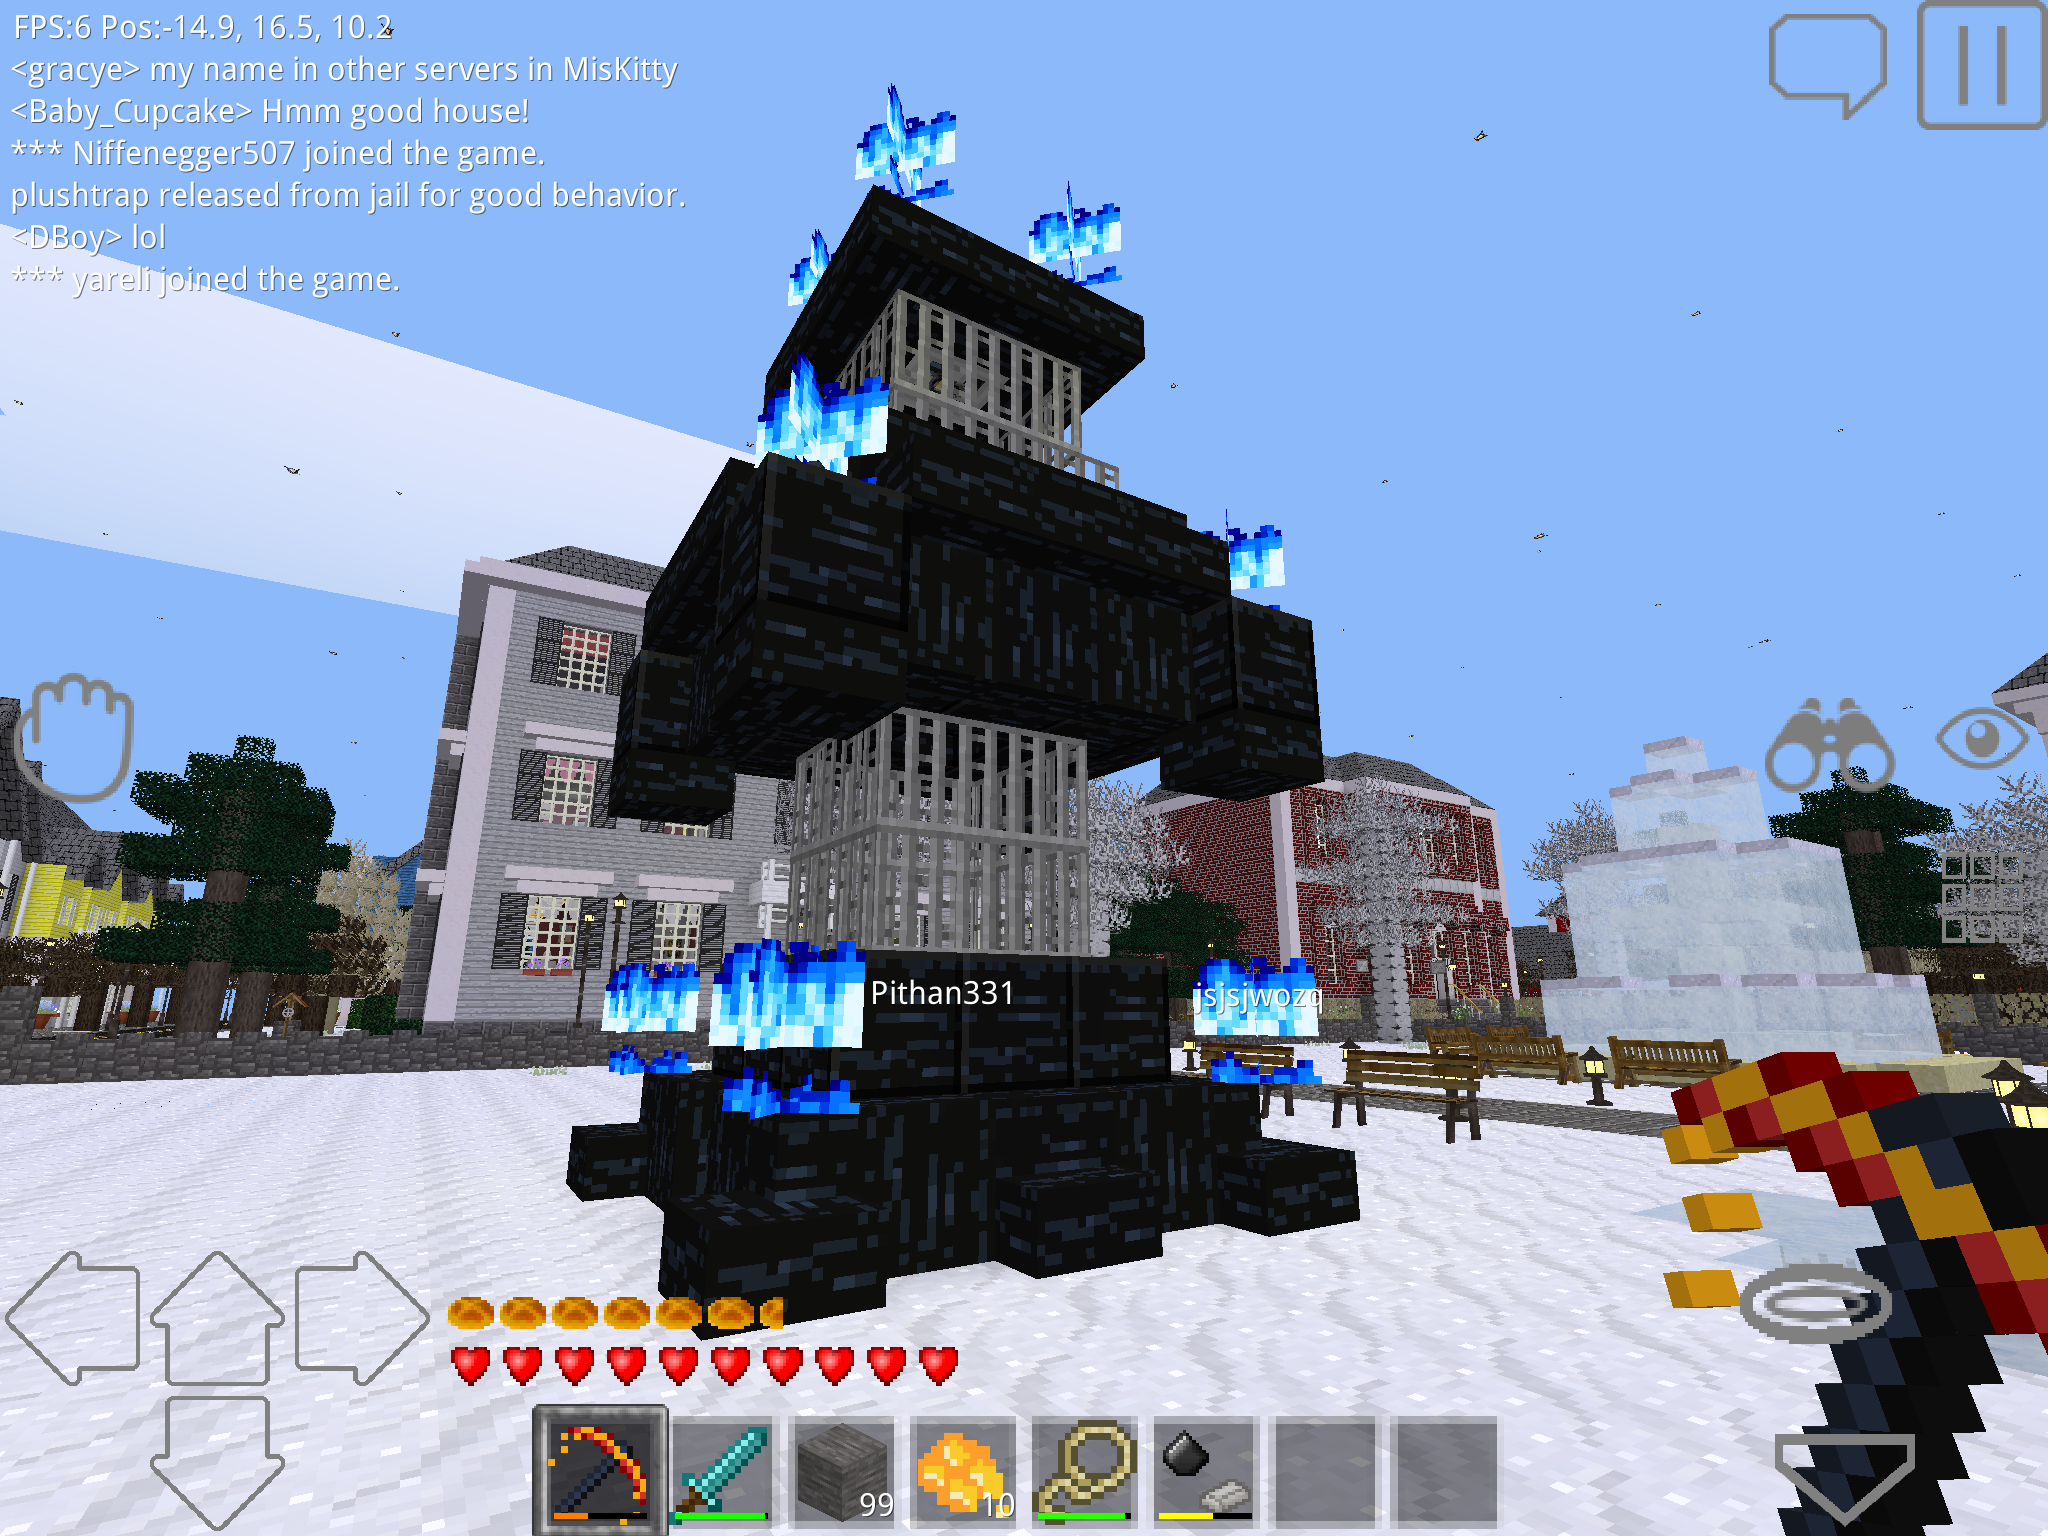 FPS:6 Pos:-14.9, 16.5, 10.2
<gracye> my name in other servers in MisKitty
<Baby_Cupcake> Hmm good house!
*** Niffenegger507 joined the game.
plushtrap released from jail for good behavior.
<DBoy> lol
*** yareli joined the game.
Pithan331
jsjsjwozq
99
10